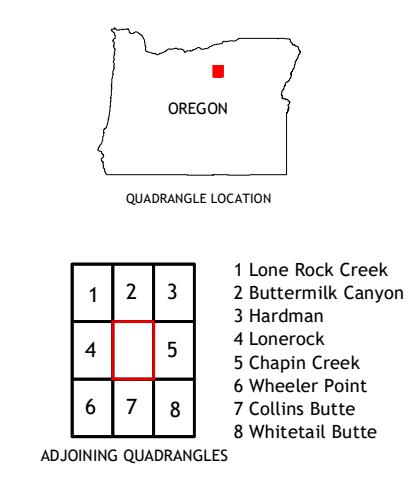 OREGON
QUADRANGLE LOCATION
1 2 3
4 5
6 7 8
ADJOINING QUADRANGLES
1 Lone Rock Creek
2 Buttermilk Canyon
3 Hardman
4 Lonerock
5 Chapin Creek
6 Wheeler Point
7 Collins Butte
8 Whitetail Butte